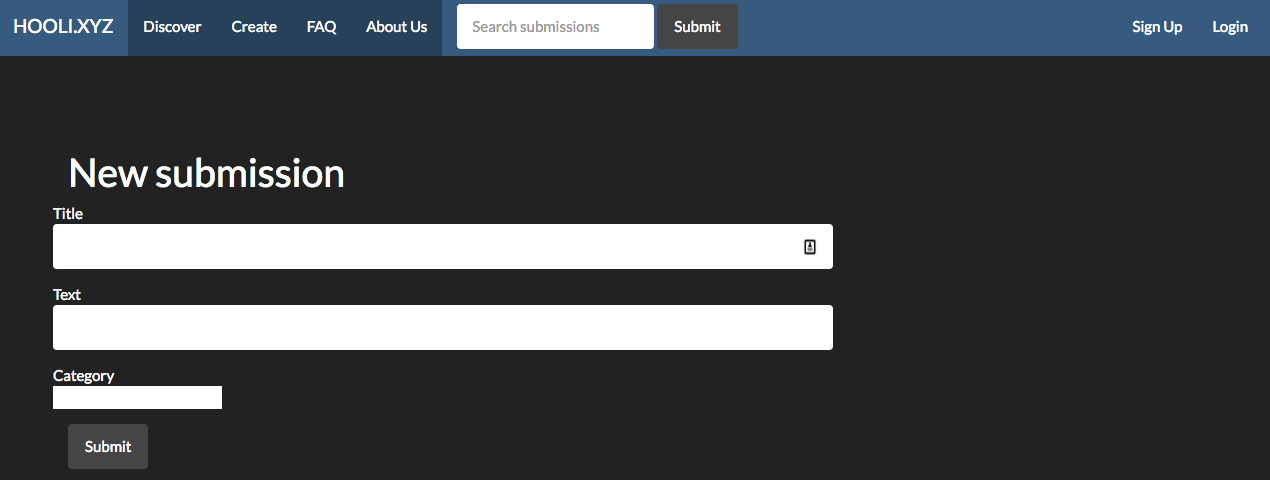 HOOLI.XYZ Discover Create FAQ About Us Search submissions Submit Sign Up Login
New submission
Title
Text
Category
Submit